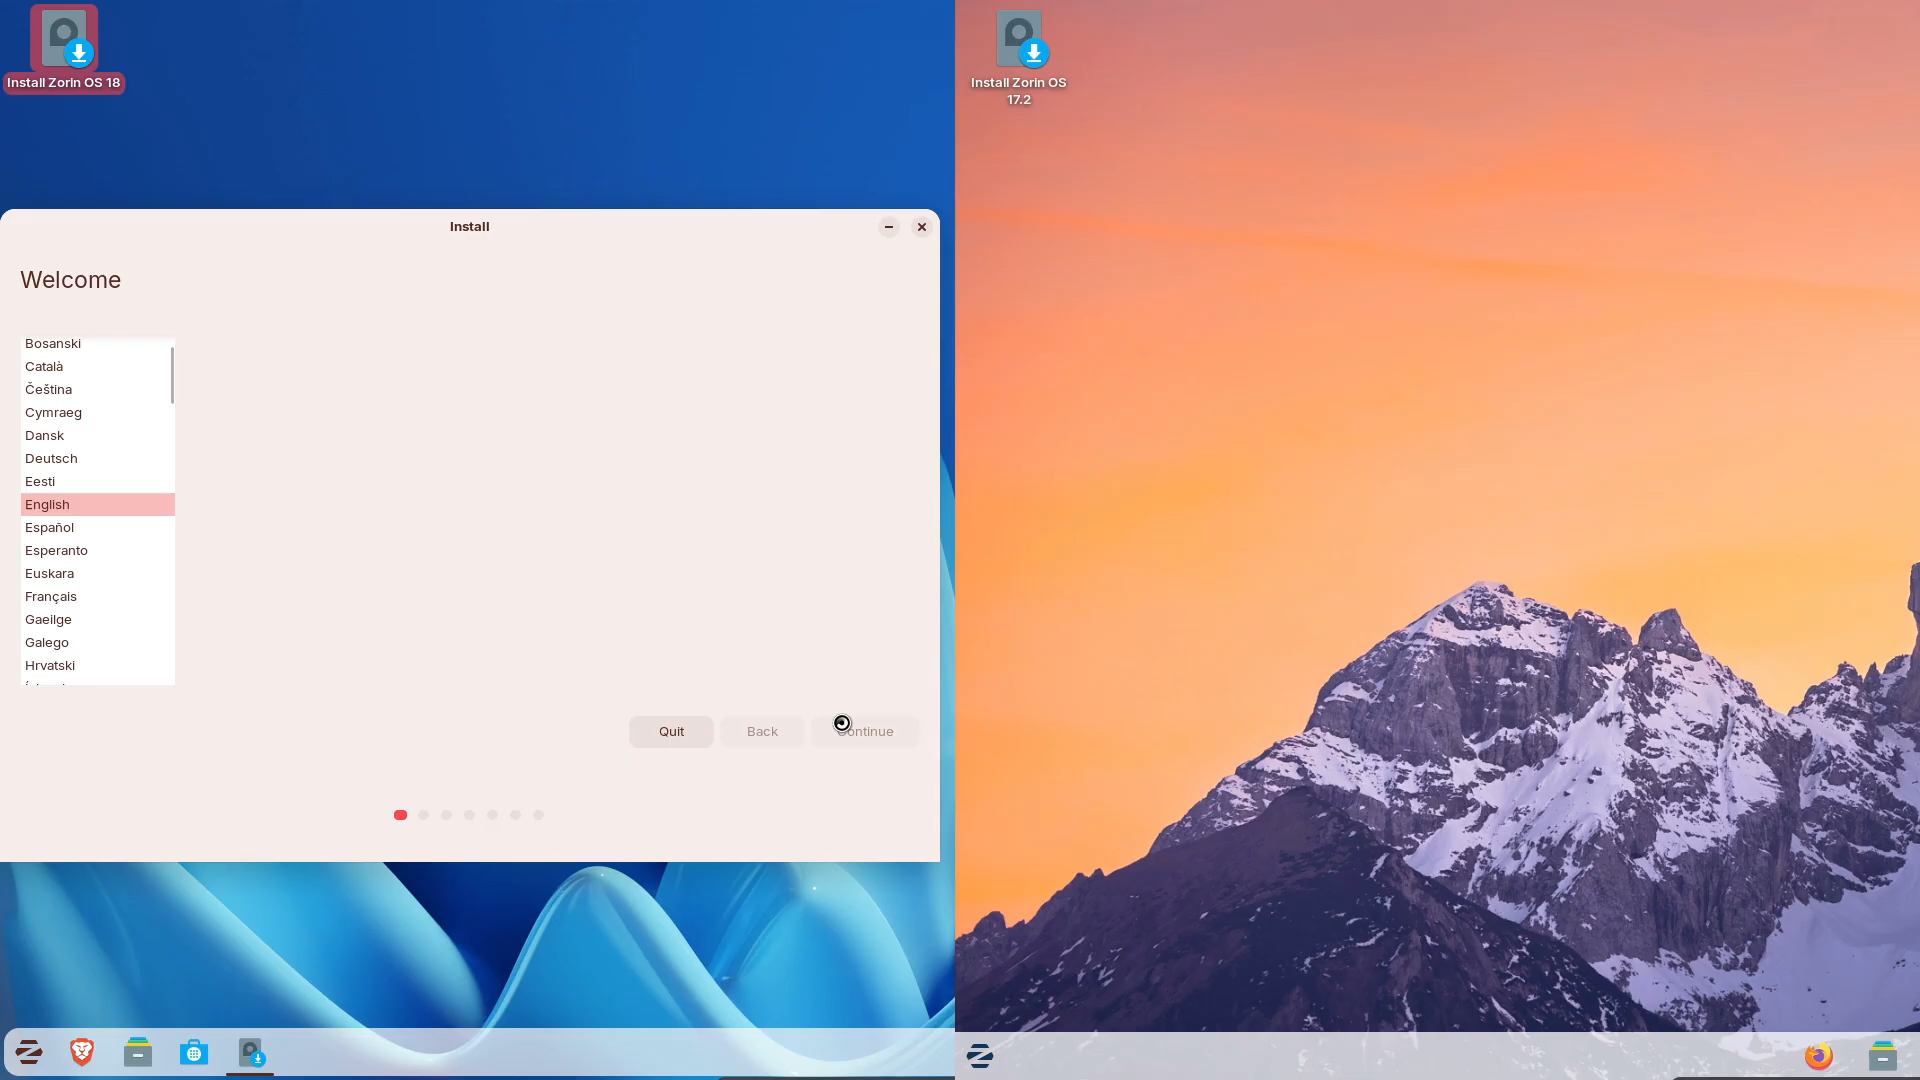 Install Zorin OS 18
Install
Welcome
Bosanski
Català
Čeština
Cymraeg
Dansk
Deutsch
Eesti
English
Español
Esperanto
Euskara
Français
Gaeilge
Galego
Hrvatski
Quit
Back
Continue
Install Zorin OS
17.2